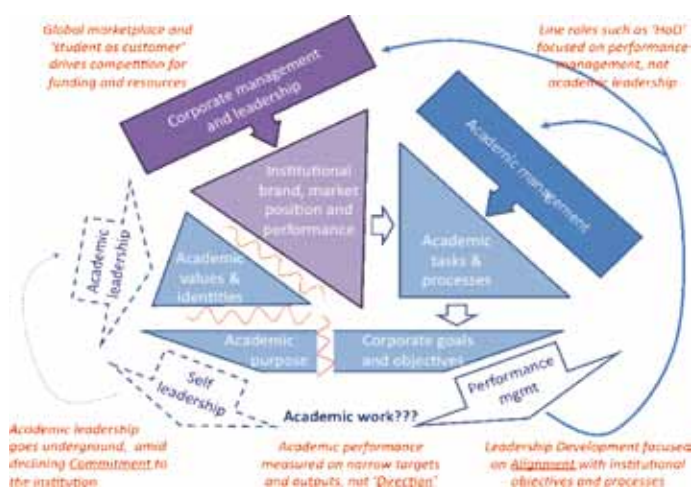 Global marketplace and
'student as customer'
drives competition for
funding and resources
Line roles such as 'HoD'
focused on performance
management, not
academic leadership
Corporate management
and leadership
Academic management
Institutional
brand, market
position and
performance
Academic
leadership
Academic
values &
identities
Academic
tasks &
processes
Academic
purpose
Corporate goals
and objectives
Self
leadership
Performance
mgmt
Academic work???
Academic leadership
goes underground, amid
declining Commitment to
the institution
Academic performance
measured on narrow targets
and outputs, not 'Direction'
Leadership Development focused
on Alignment with institutional
objectives and processes